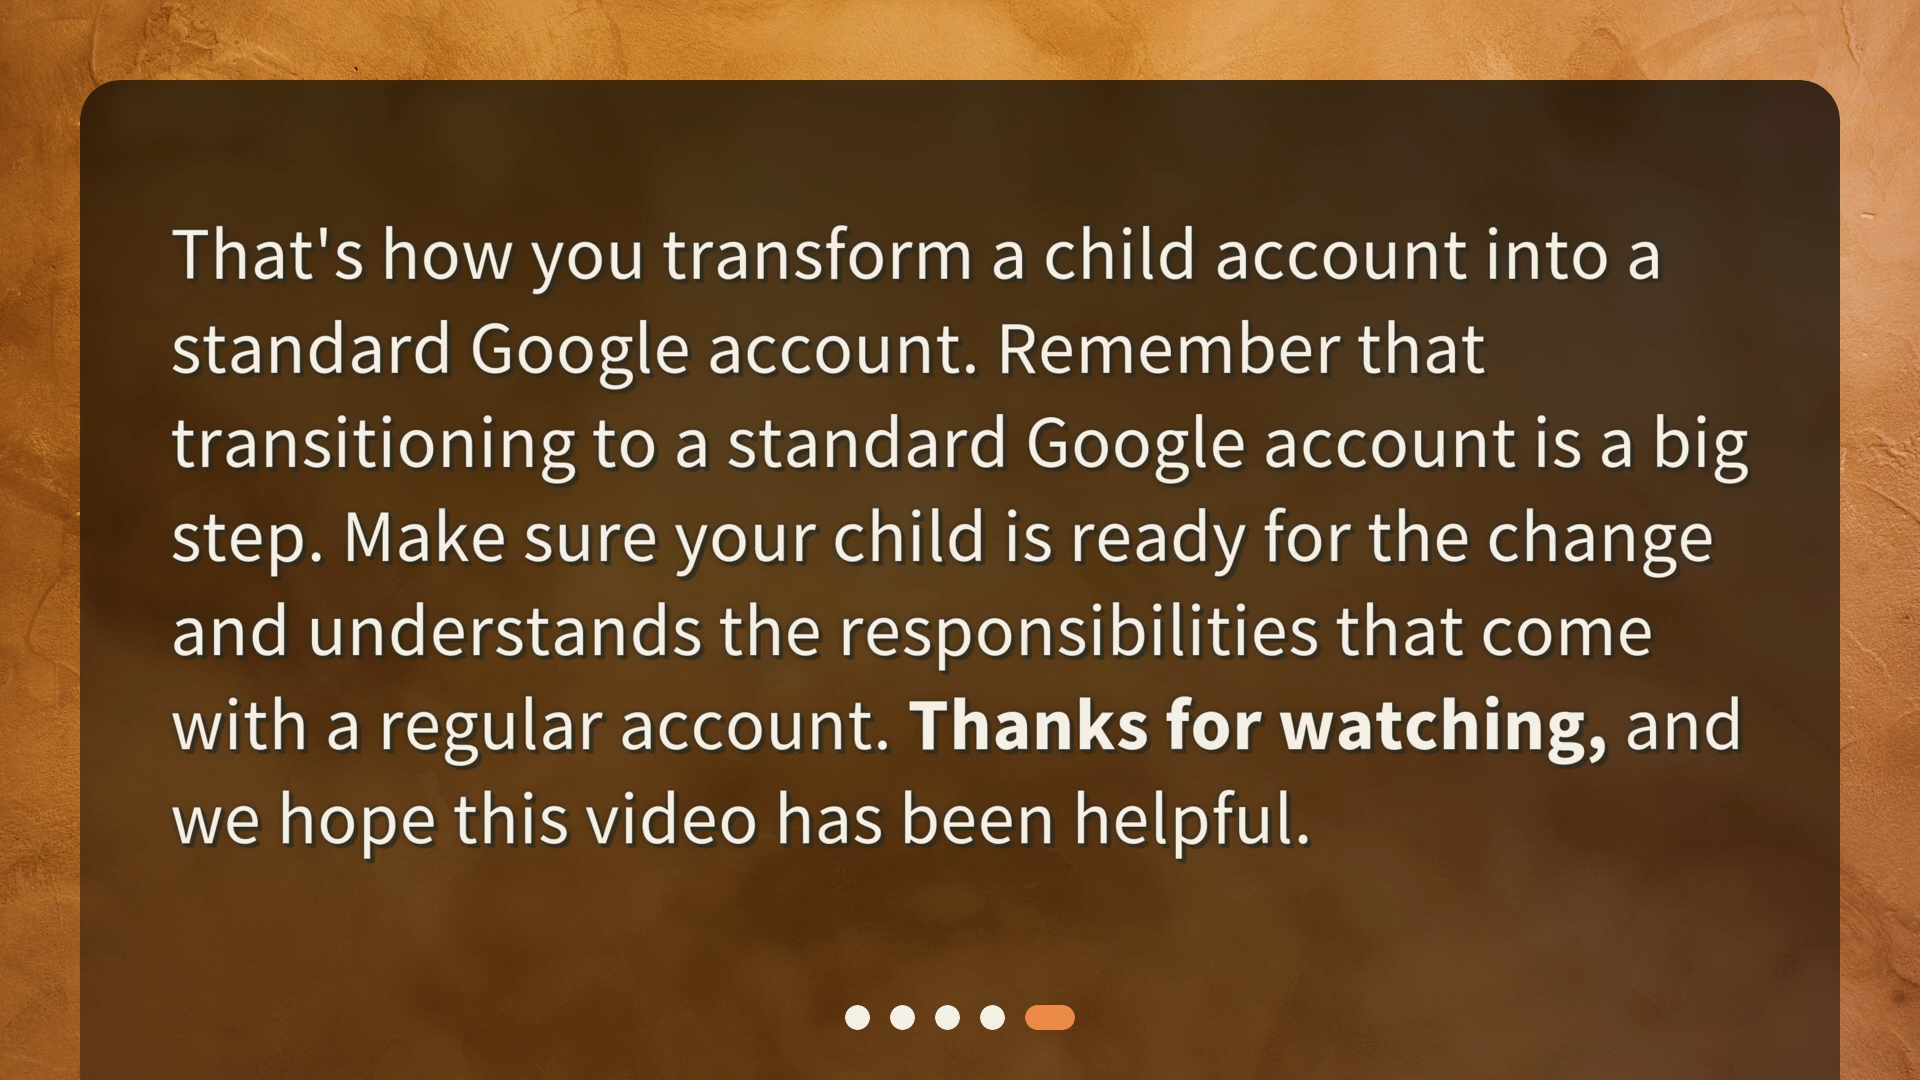 That's how you transform a child account into a
standard Google account. Remember that
transitioning to a standard Google account is a big
step. Make sure your child is ready for the change
and understands the responsibilities that come
with a regular account. Thanks for watching, and
we hope this video has been helpful.